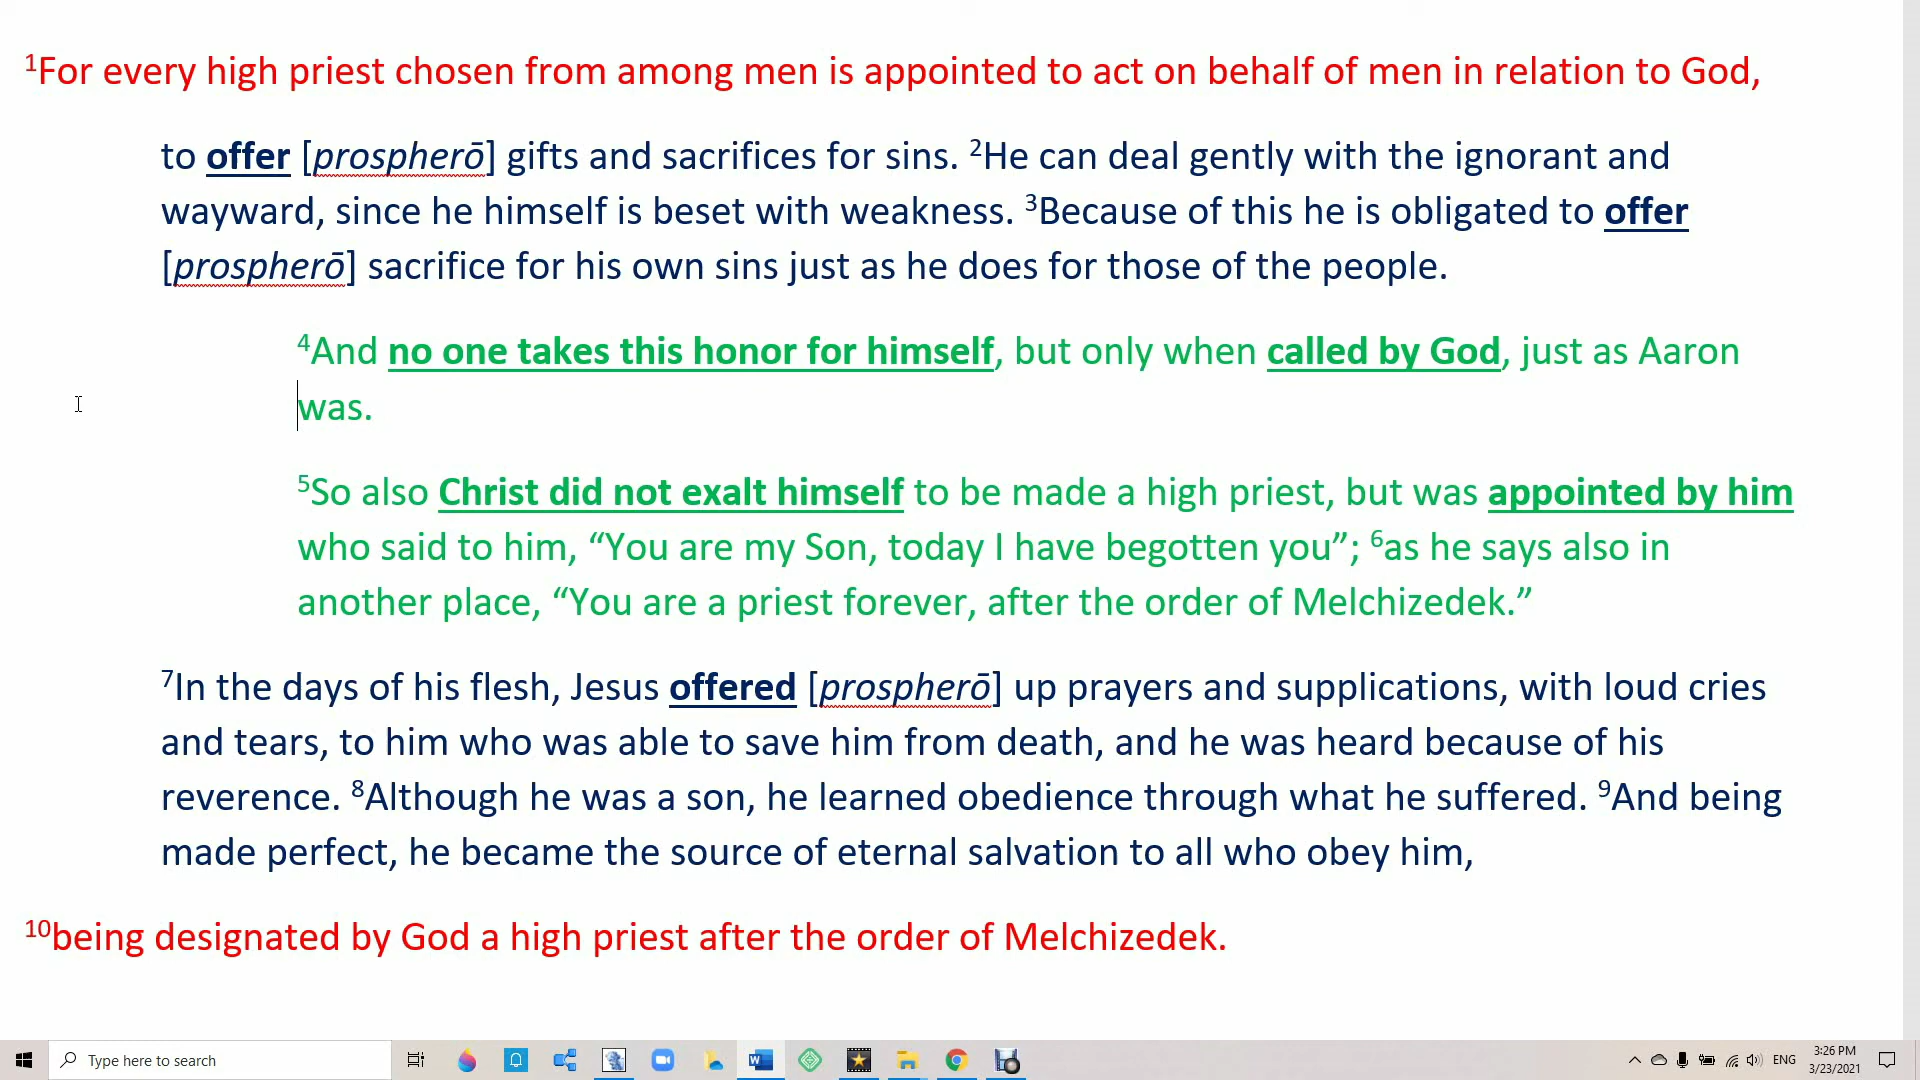 ¹For every high priest chosen from among men is appointed to act on behalf of men in relation to God,
to offer [prospherō] gifts and sacrifices for sins. ²He can deal gently with the ignorant and
wayward, since he himself is beset with weakness. ³Because of this he is obligated to offer
[prospherō] sacrifice for his own sins just as he does for those of the people.
⁴And no one takes this honor for himself, but only when called by God, just as Aaron
was.
⁵So also Christ did not exalt himself to be made a high priest, but was appointed by him
who said to him, “You are my Son, today I have begotten you”; ⁶as he says also in
another place, “You are a priest forever, after the order of Melchizedek.”
⁷In the days of his flesh, Jesus offered [prospherō] up prayers and supplications, with loud cries
and tears, to him who was able to save him from death, and he was heard because of his
reverence. ⁸Although he was a son, he learned obedience through what he suffered. ⁹And being
made perfect, he became the source of eternal salvation to all who obey him,
¹⁰being designated by God a high priest after the order of Melchizedek.
Type here to search
ENG
3:26 PM
3/23/2021